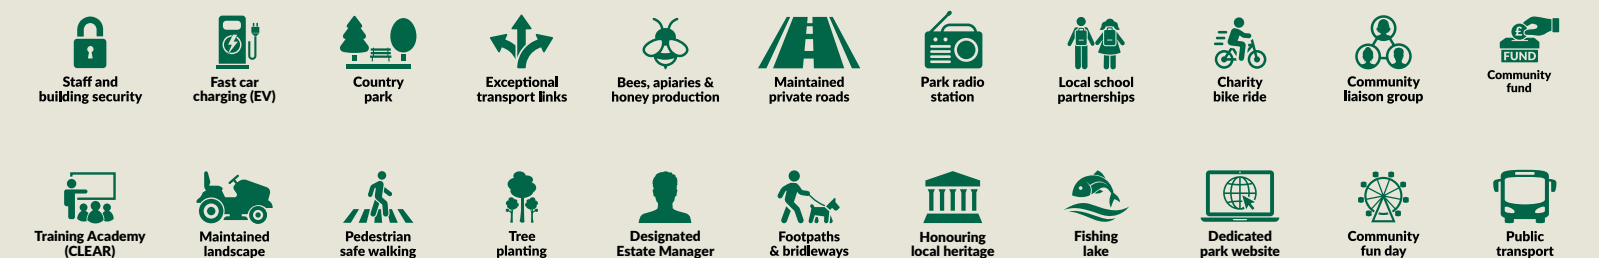 Staff and
building security
Fast car
charging (EV)
Country
park
Exceptional
transport links
Bees, apiaries &
honey production
Maintained
private roads
Park radio
station
Local school
partnerships
Charity
bike ride
Community
liaison group
£
FUND
Community
fund
Training Academy
(CLEAR)
Maintained
landscape
Pedestrian
safe walking
Tree
planting
Designated
Estate Manager
Footpaths
& bridleways
Honouring
local heritage
Fishing
lake
Dedicated
park website
Community
fun day
Public
transport